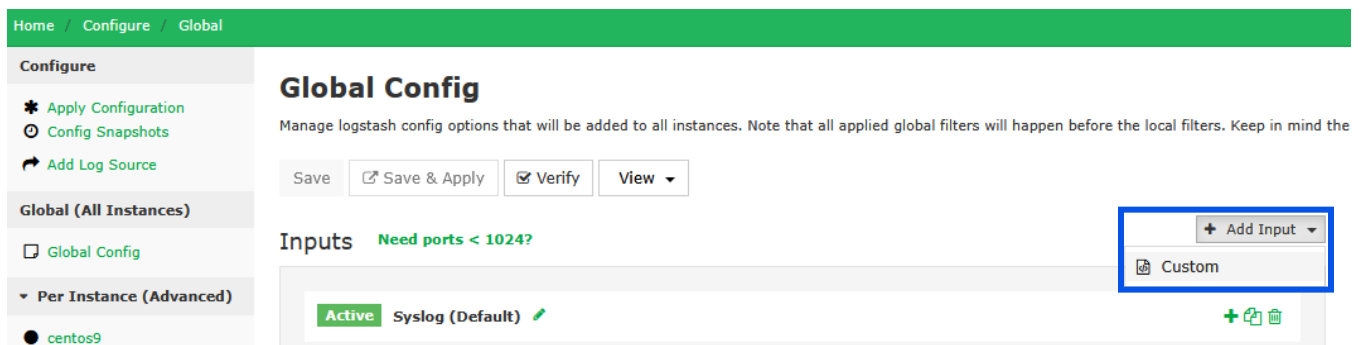 Home / Configure / Global
Configure
Apply Configuration
Config Snapshots
Add Log Source
Global (All Instances)
Global Config
Per Instance (Advanced)
centos9
Global Config
Manage logstash config options that will be added to all instances. Note that all applied global filters will happen before the local filters. Keep in mind the
Save Save & Apply Verify View
Inputs Need ports < 1024? + Add Input
Custom
Active Syslog (Default)